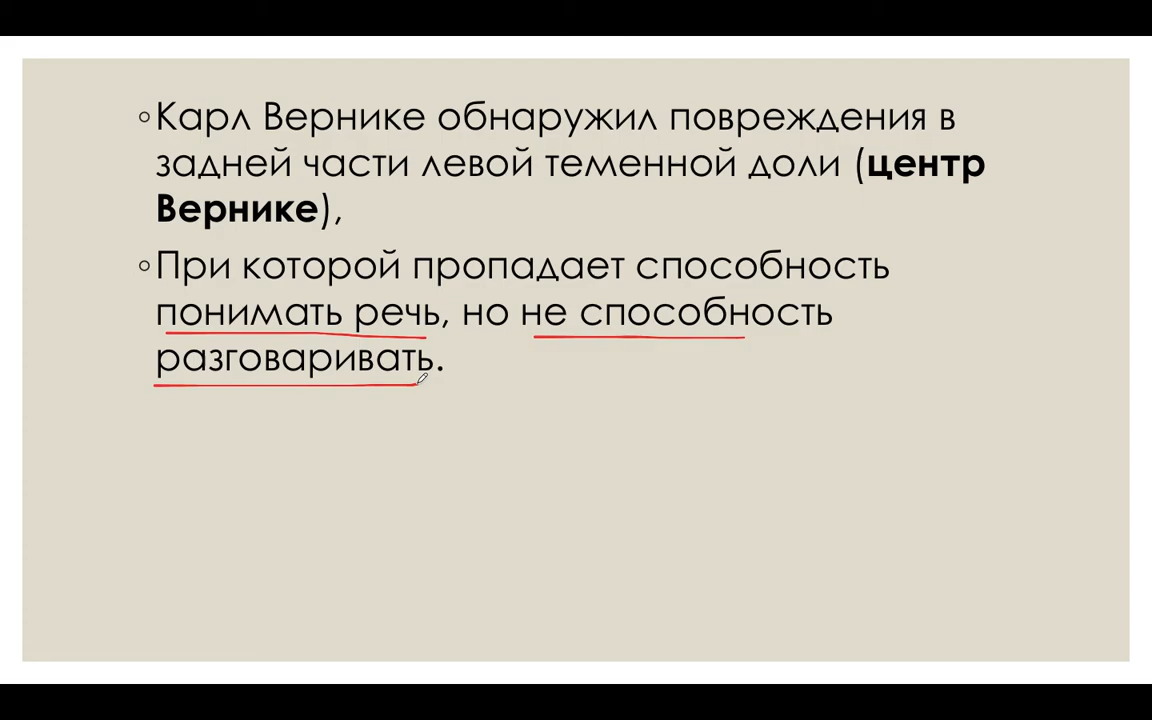 ◦Карл Вернике обнаружил повреждения в
задней части левой теменной доли (центр
Вернике),
◦При которой пропадает способность
понимать речь, но не способность
разговаривать.